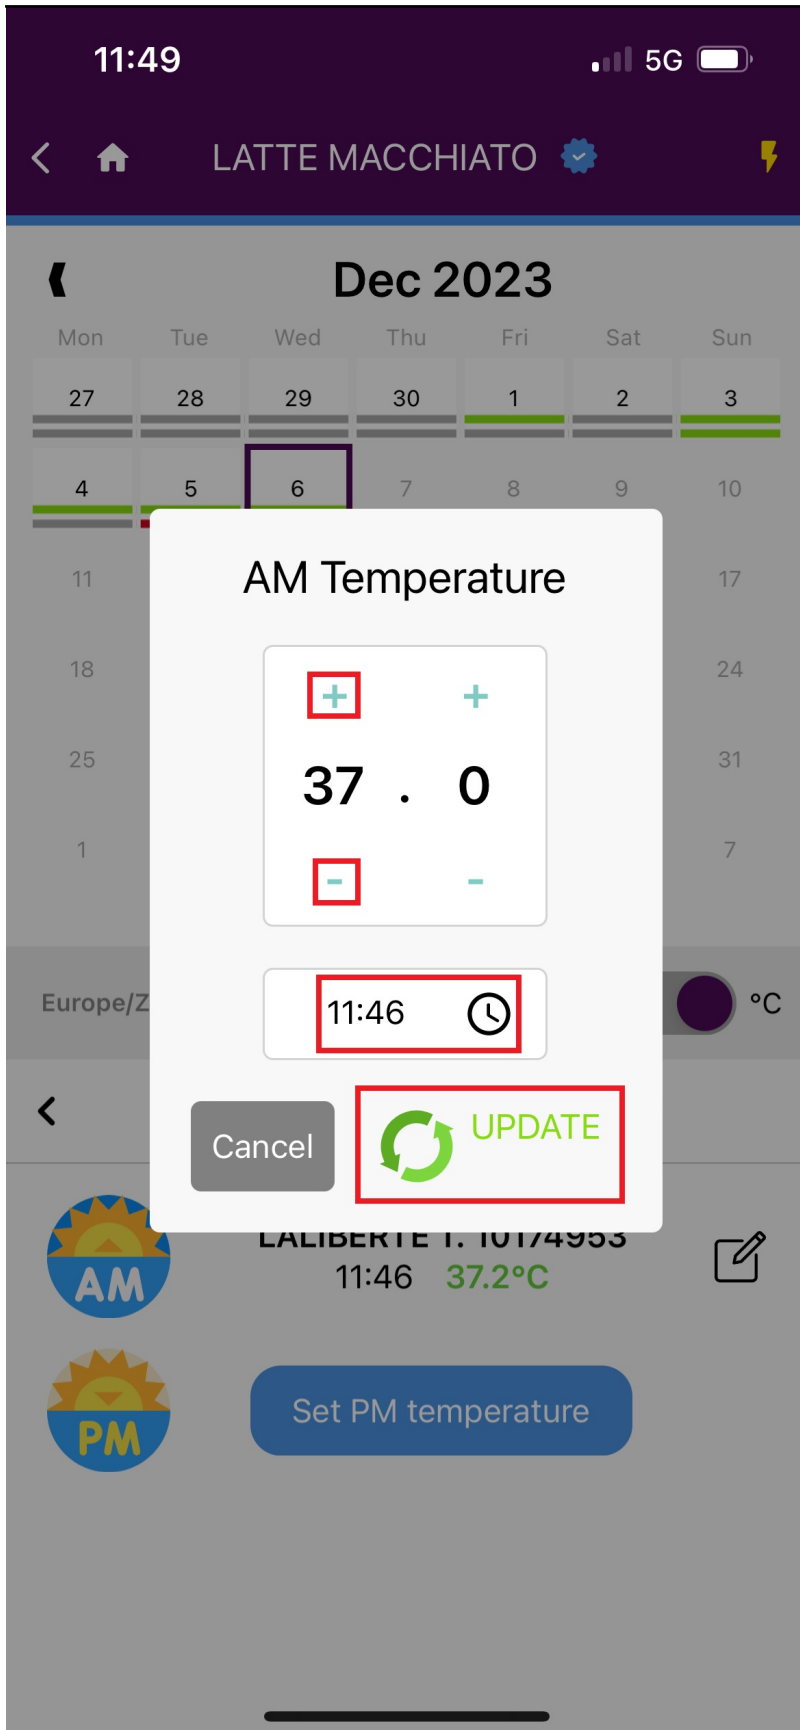 11:49 5G
LATTE MACCHIATO
Dec 2023
Mon Tue Wed Thu Fri Sat Sun
27 28 29 30 1 2 3
4 5 6 7 8 9 10
11 17
18 24
25 31
1 7
AM Temperature
+ +
37 . 0
- -
Europe/Z
11:46
°C
Cancel
UPDATE
AM
LALIBERTE T. 10174953
11:46 37.2°C
PM
Set PM temperature